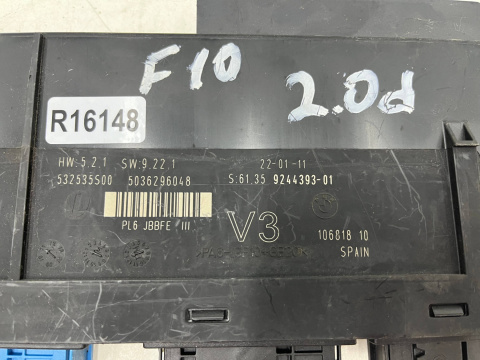 F10
2.0d
R16148
HW:5.2.1 SW:9.22.1 22-01-11
532535S00 5036296048 S:61.35 9244393-01
PL6 JBBFE III
V3
106818 10
SPAIN